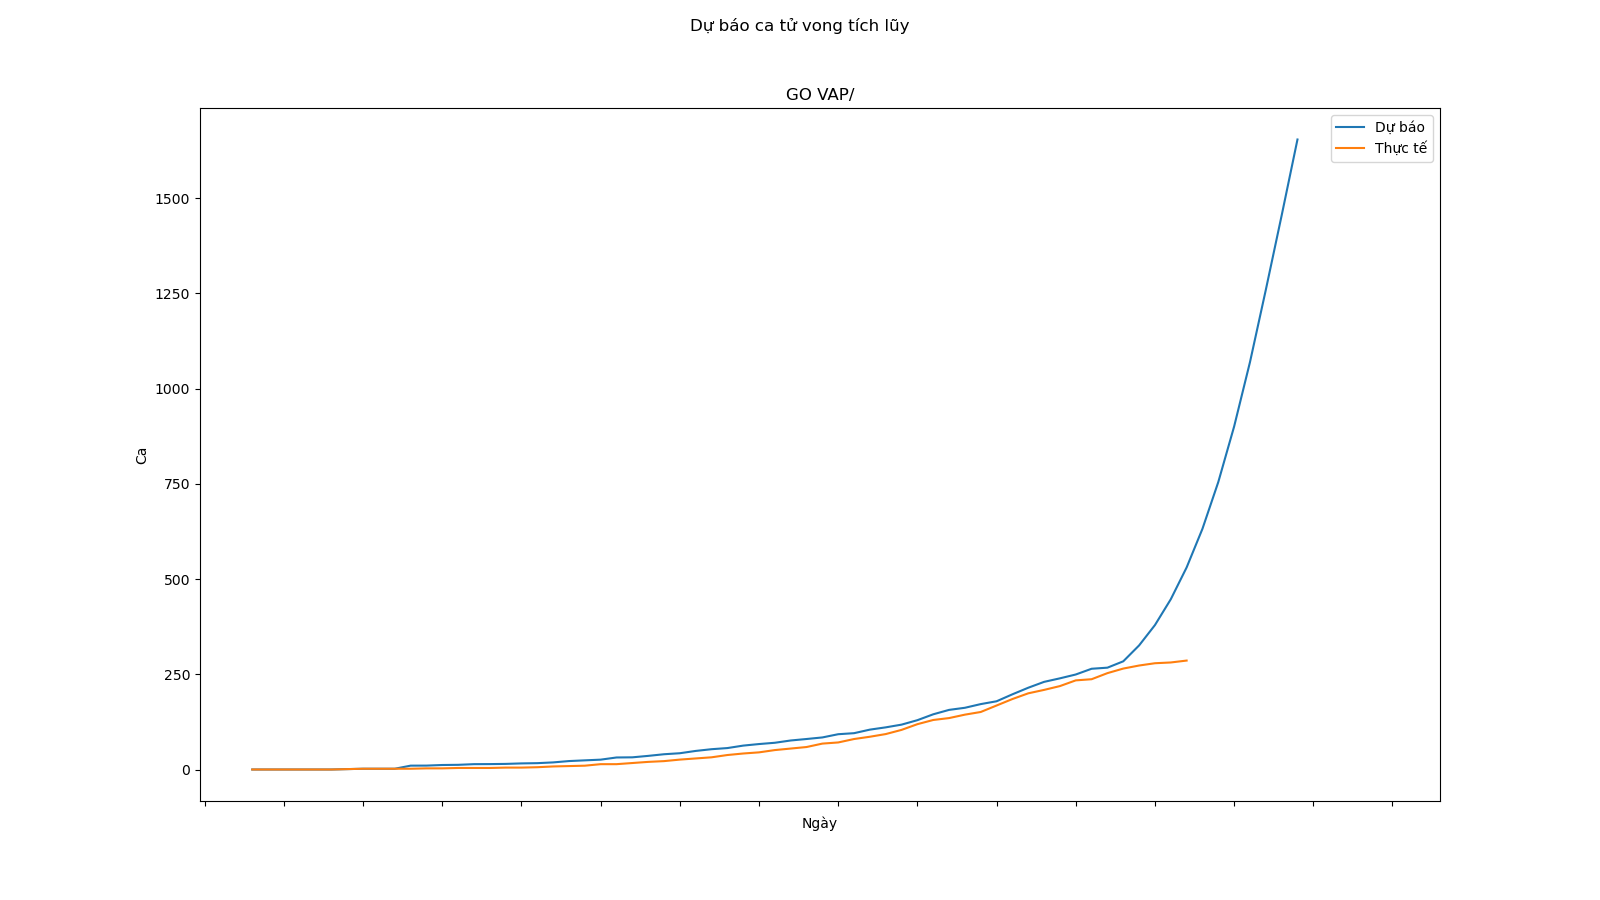 Dự báo ca tử vong tích lũy
GO VAP/
Dự báo
Thực tế
1500
1250
1000
750
500
250
0
Ca
Ngày